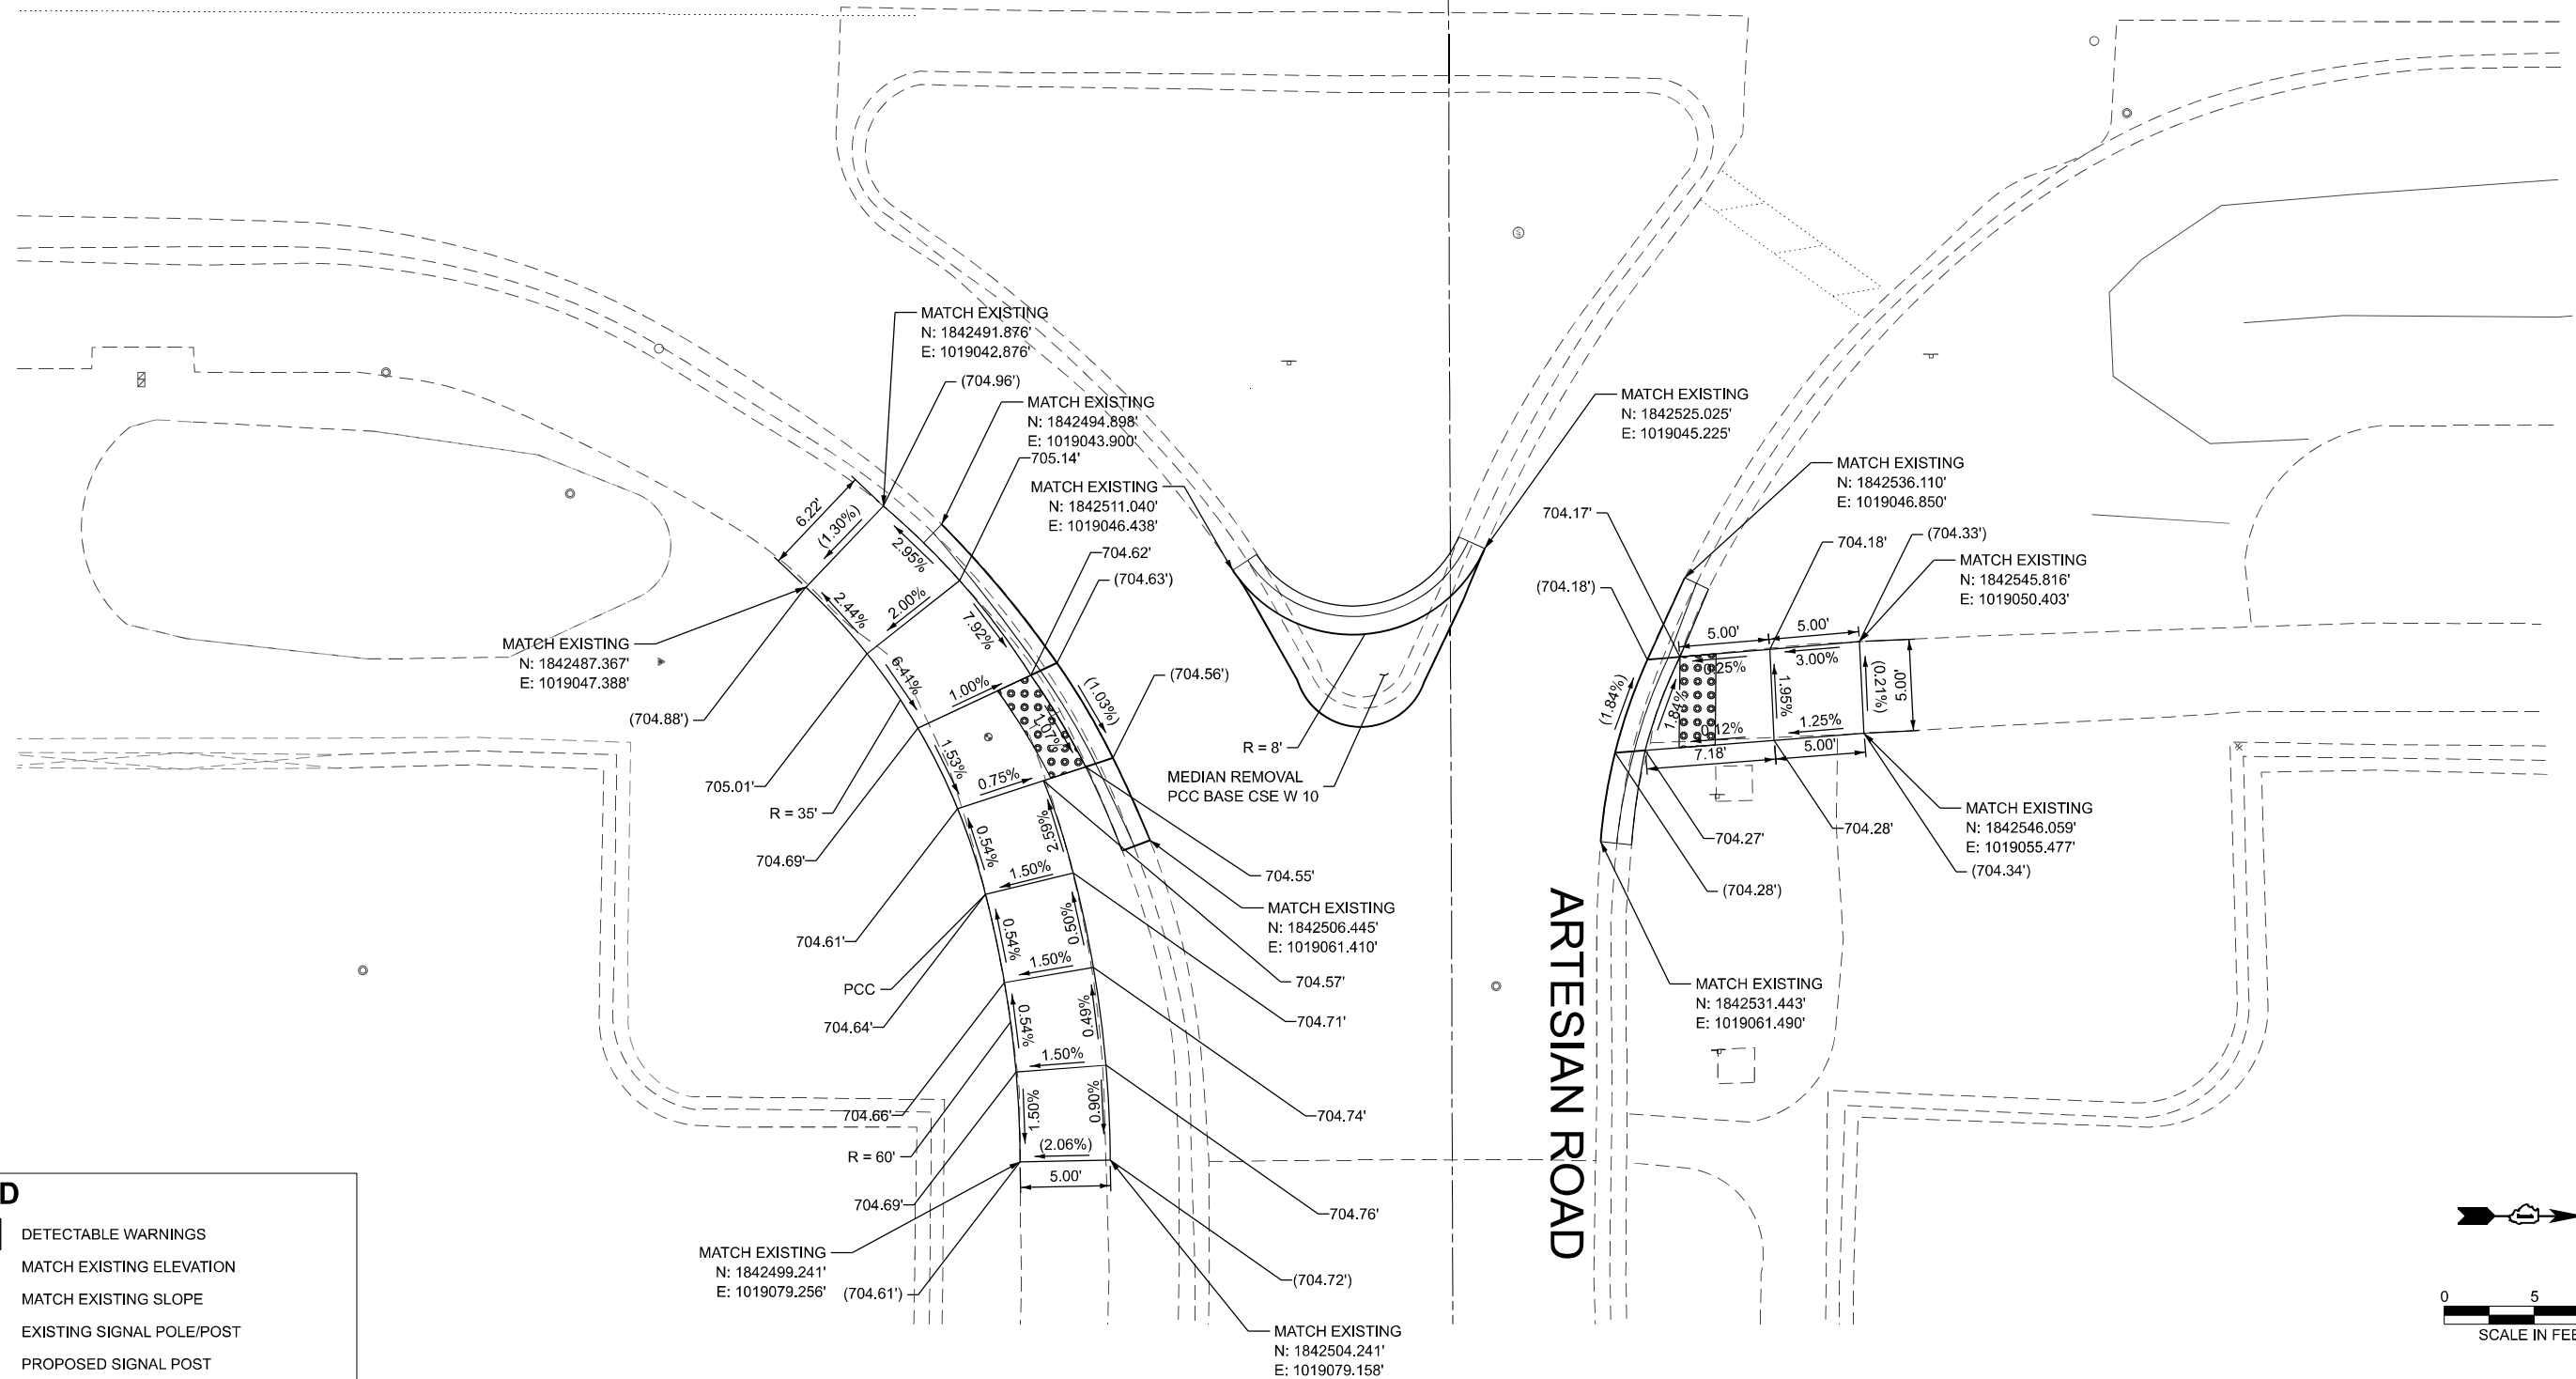 MATCH EXISTING
N: 1842491.876'
E: 1019042.876'
(704.96')
MATCH EXISTING
N: 1842494.898'
E: 1019043.900'
705.14'
MATCH EXISTING
N: 1842511.040'
E: 1019046.438'
704.62'
(704.63')
(704.56')
MATCH EXISTING
N: 1842525.025'
E: 1019045.225'
MATCH EXISTING
N: 1842536.110'
E: 1019046.850'
704.17'
704.18'
(704.33')
MATCH EXISTING
N: 1842545.816'
E: 1019050.403'
(704.18')
5.00'
5.00'
0.25%
3.00%
(1.84%)
1.84%
1.95%
(0.21%)
5.00'
0.12%
1.25%
7.18'
5.00'
704.27'
704.28'
(704.28')
MATCH EXISTING
N: 1842546.059'
E: 1019055.477'
(704.34')
MATCH EXISTING
N: 1842531.443'
E: 1019061.490'
6.22'
(1.30%)
2.95%
2.44%
2.00%
7.92%
6.41%
1.00%
(1.03%)
1.07%
1.53%
0.75%
MATCH EXISTING
N: 1842487.367'
E: 1019047.388'
(704.88')
705.01'
R = 35'
704.69'
704.61'
PCC
704.64'
R = 8'
MEDIAN REMOVAL
PCC BASE CSE W 10
0.54%
2.59%
1.50%
0.54%
0.50%
1.50%
0.54%
0.49%
1.50%
1.50%
0.90%
(2.06%)
5.00'
704.55'
MATCH EXISTING
N: 1842506.445'
E: 1019061.410'
704.57'
704.71'
704.74'
704.76'
(704.72')
MATCH EXISTING
N: 1842504.241'
E: 1019079.158'
704.66'
R = 60'
704.69'
MATCH EXISTING
N: 1842499.241'
E: 1019079.256'
(704.61')
ARTESIAN ROAD
D
DETECTABLE WARNINGS
MATCH EXISTING ELEVATION
MATCH EXISTING SLOPE
EXISTING SIGNAL POLE/POST
PROPOSED SIGNAL POST
0 5
SCALE IN FEE